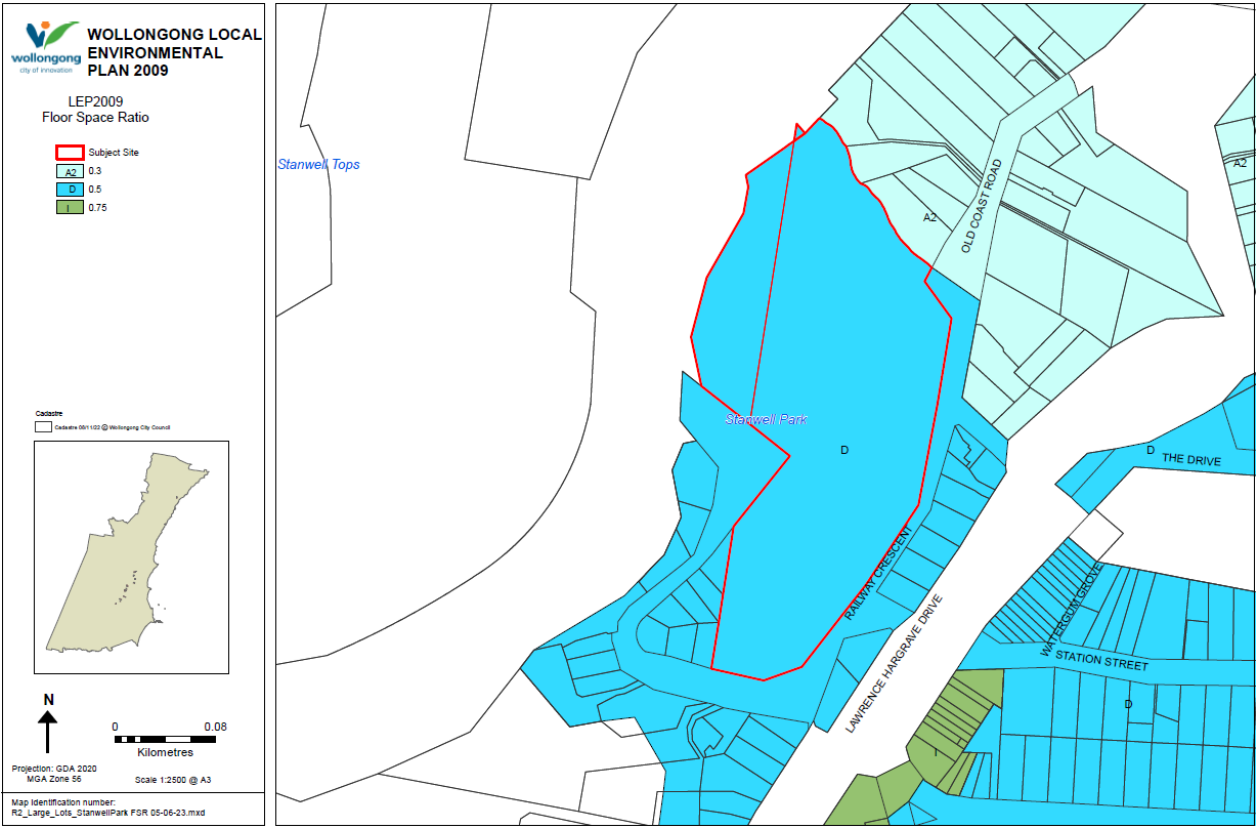 wollongong
city of innovation
WOLLONGONG LOCAL
ENVIRONMENTAL
PLAN 2009
LEP2009
Floor Space Ratio
Subject Site
A2 0.3
D 0.5
I 0.75
Cadastre
Cadastre 08/11/22 @ Wollongong City Council
N
0 0.08
Kilometres
Projection: GDA 2020
MGA Zone 56
Scale 1:2500 @ A3
Map Identification number:
R2_Large_Lots_StanwellPark FSR 05-06-23.mxd
Stanwell Tops
A2
A2
OLD COAST ROAD
Stanwell Park
D
D
THE DRIVE
RAILWAY CRESCENT
LAWRENCE HARGRAVE DRIVE
WATERGUM GROVE
STATION STREET
D
I